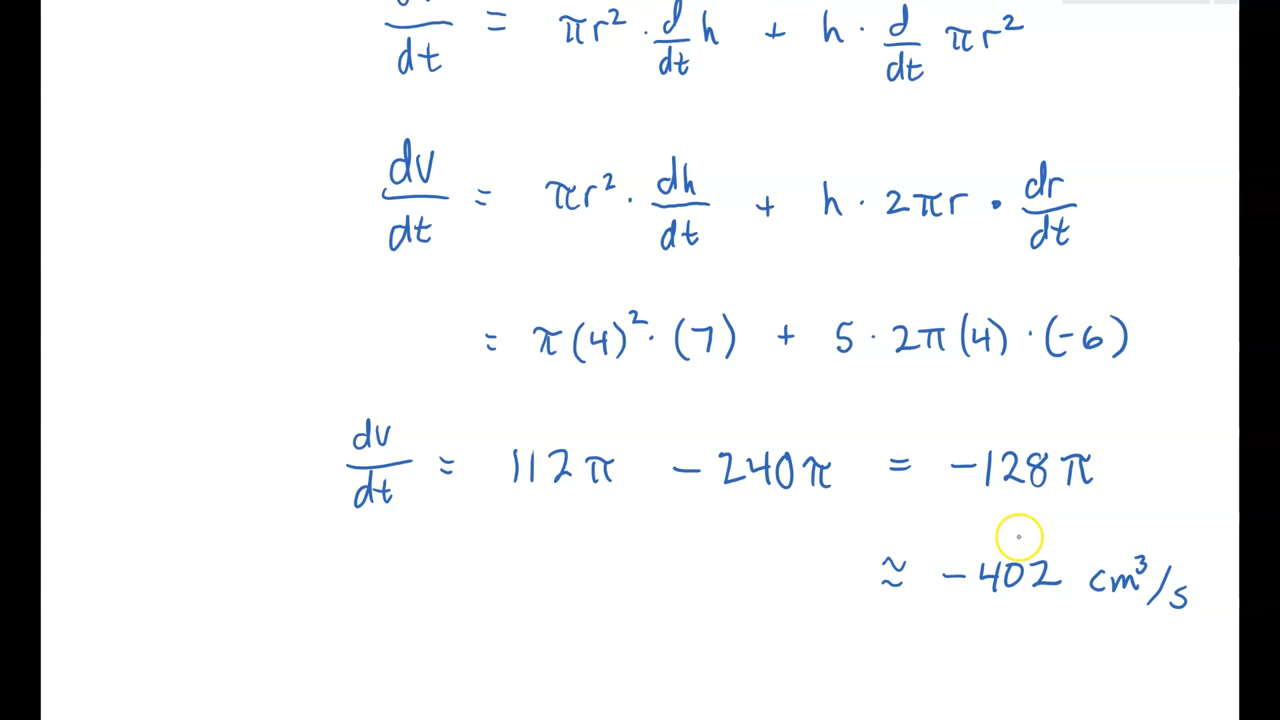 dt = πr² · d/dt h + h · d/dt πr²
dv/dt = πr² · dh/dt + h · 2πr · dr/dt
= π(4)² · (7) + 5 · 2π(4) · (-6)
dv/dt = 112π - 240π = -128π
≈ -402 cm³/s